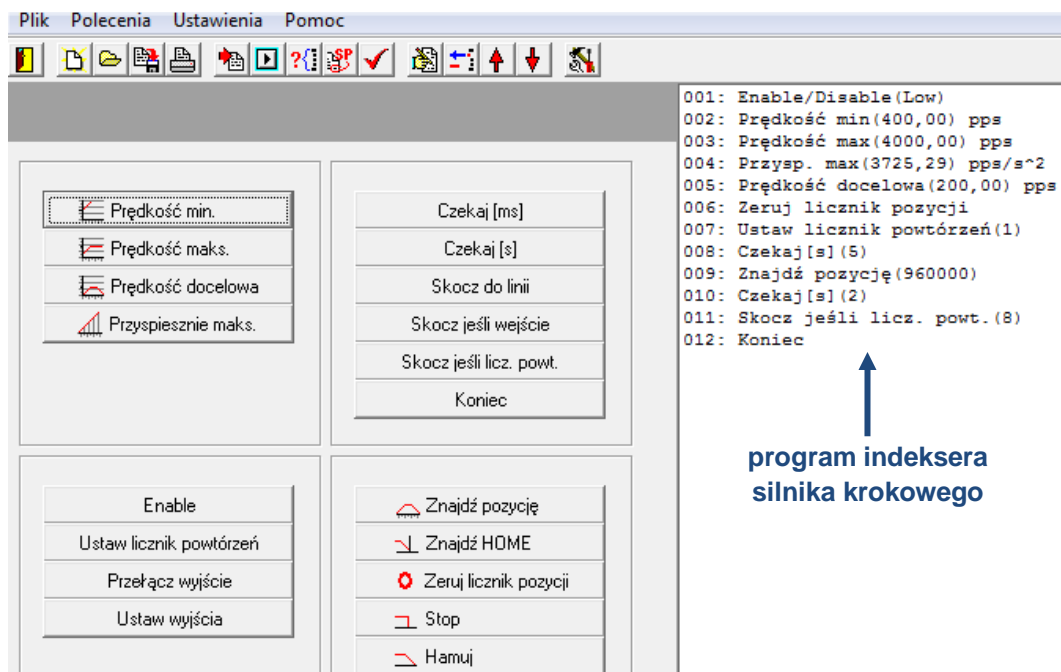 Plik Polecenia Ustawienia Pomoc
SP
Prędkość min.
Prędkość maks.
Prędkość docelowa
Przyspiesznie maks.
Czekaj [ms]
Czekaj [s]
Skocz do linii
Skocz jeśli wejście
Skocz jeśli licz. powt.
Koniec
Enable
Ustaw licznik powtórzeń
Przełącz wyjście
Ustaw wyjścia
Znajdź pozycję
Znajdź HOME
Zeruj licznik pozycji
Stop
Hamuj
001: Enable/Disable(Low)
002: Prędkość min(400,00) pps
003: Prędkość max(4000,00) pps
004: Przysp. max(3725,29) pps/s^2
005: Prędkość docelowa(200,00) pps
006: Zeruj licznik pozycji
007: Ustaw licznik powtórzeń(1)
008: Czekaj[s](5)
009: Znajdź pozycję(960000)
010: Czekaj[s](2)
011: Skocz jeśli licz. powt.(8)
012: Koniec
program indeksera
silnika krokowego